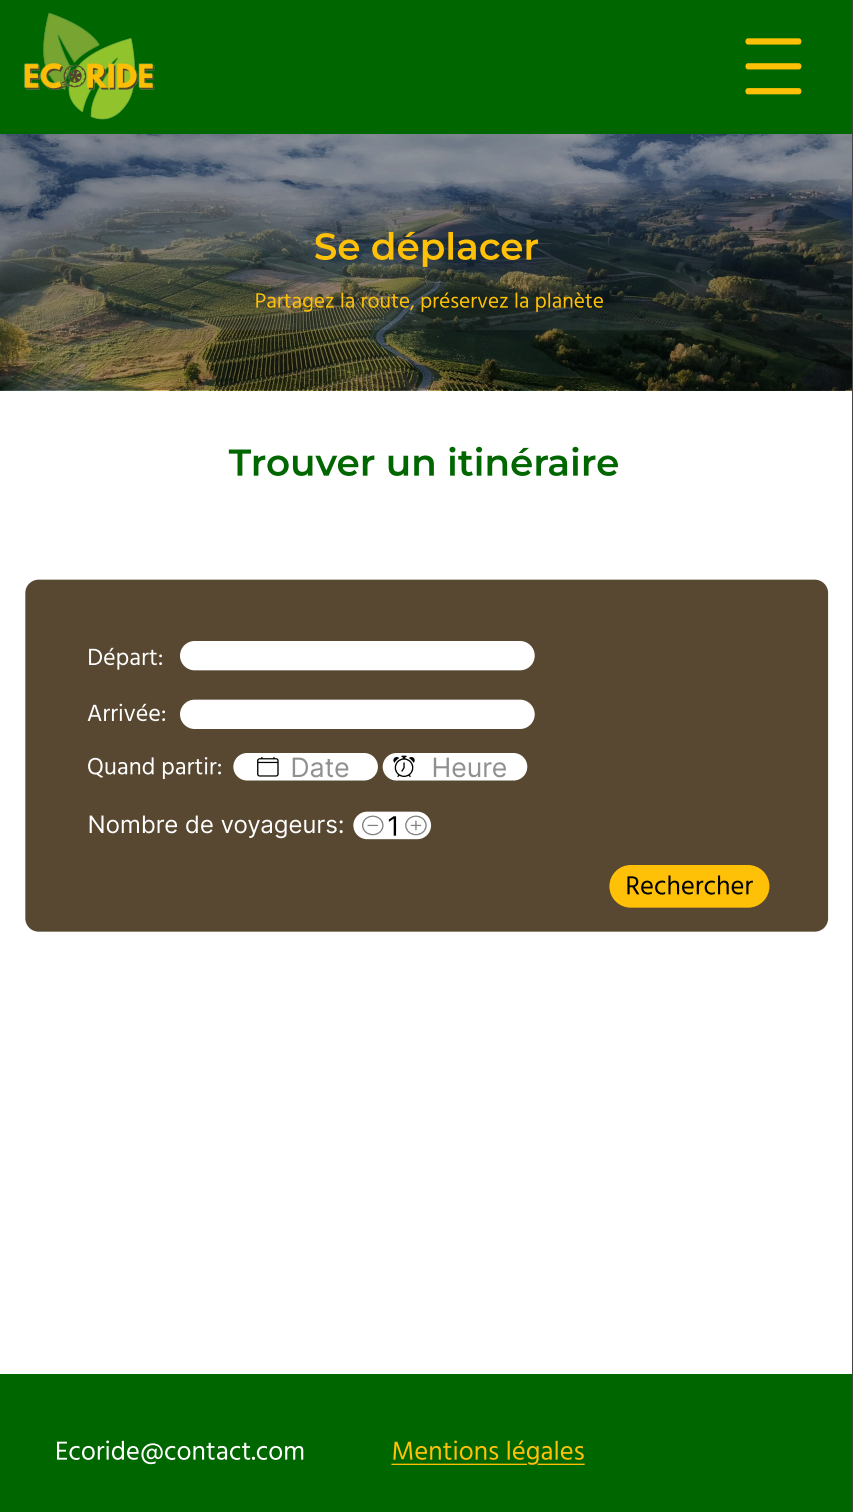 ECORIDE
Se déplacer
Partagez la route, préservez la planète
Trouver un itinéraire
Départ:
Arrivée:
Quand partir: Date Heure
Nombre de voyageurs: 1
Rechercher
Ecoride@contact.com Mentions légales